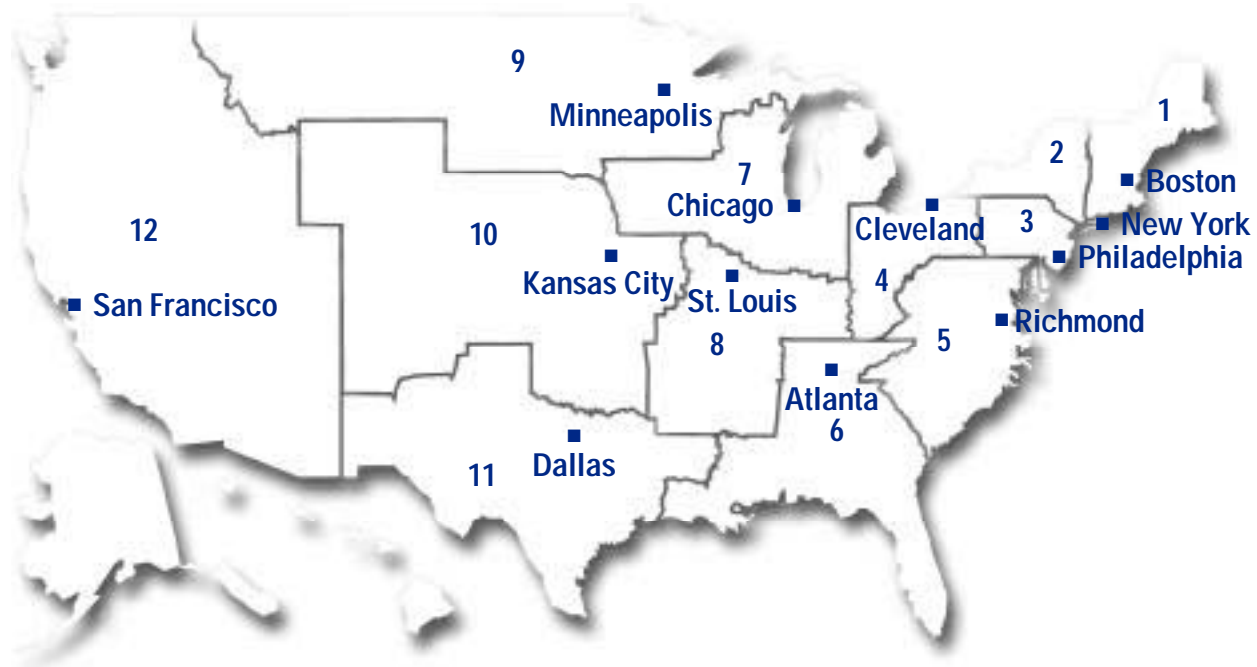 9
Minneapolis
1
2
7
Boston
Chicago
Cleveland
3
New York
12
10
Philadelphia
Kansas City
4
St. Louis
San Francisco
Richmond
8
5
Atlanta
6
Dallas
11